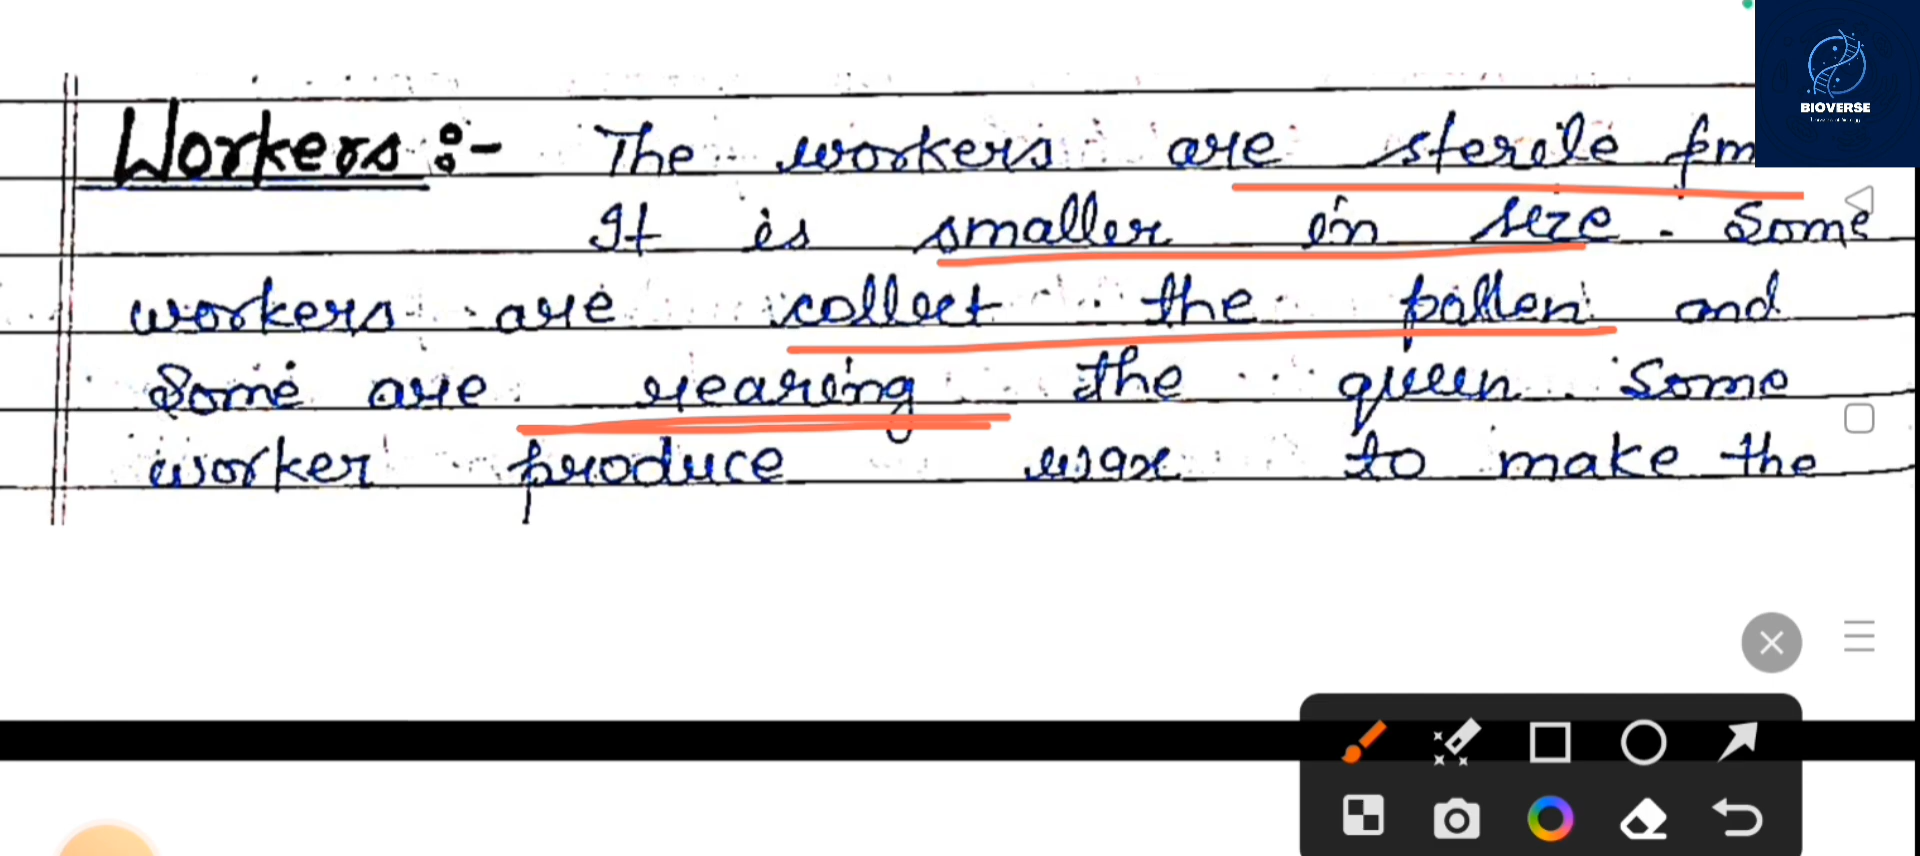 BIOVERSE
Workers :- The workers are sterile
It is smaller in size. Some
workers are collect the pollen and
Some are rearing the queen. Some
worker produce wax to make the